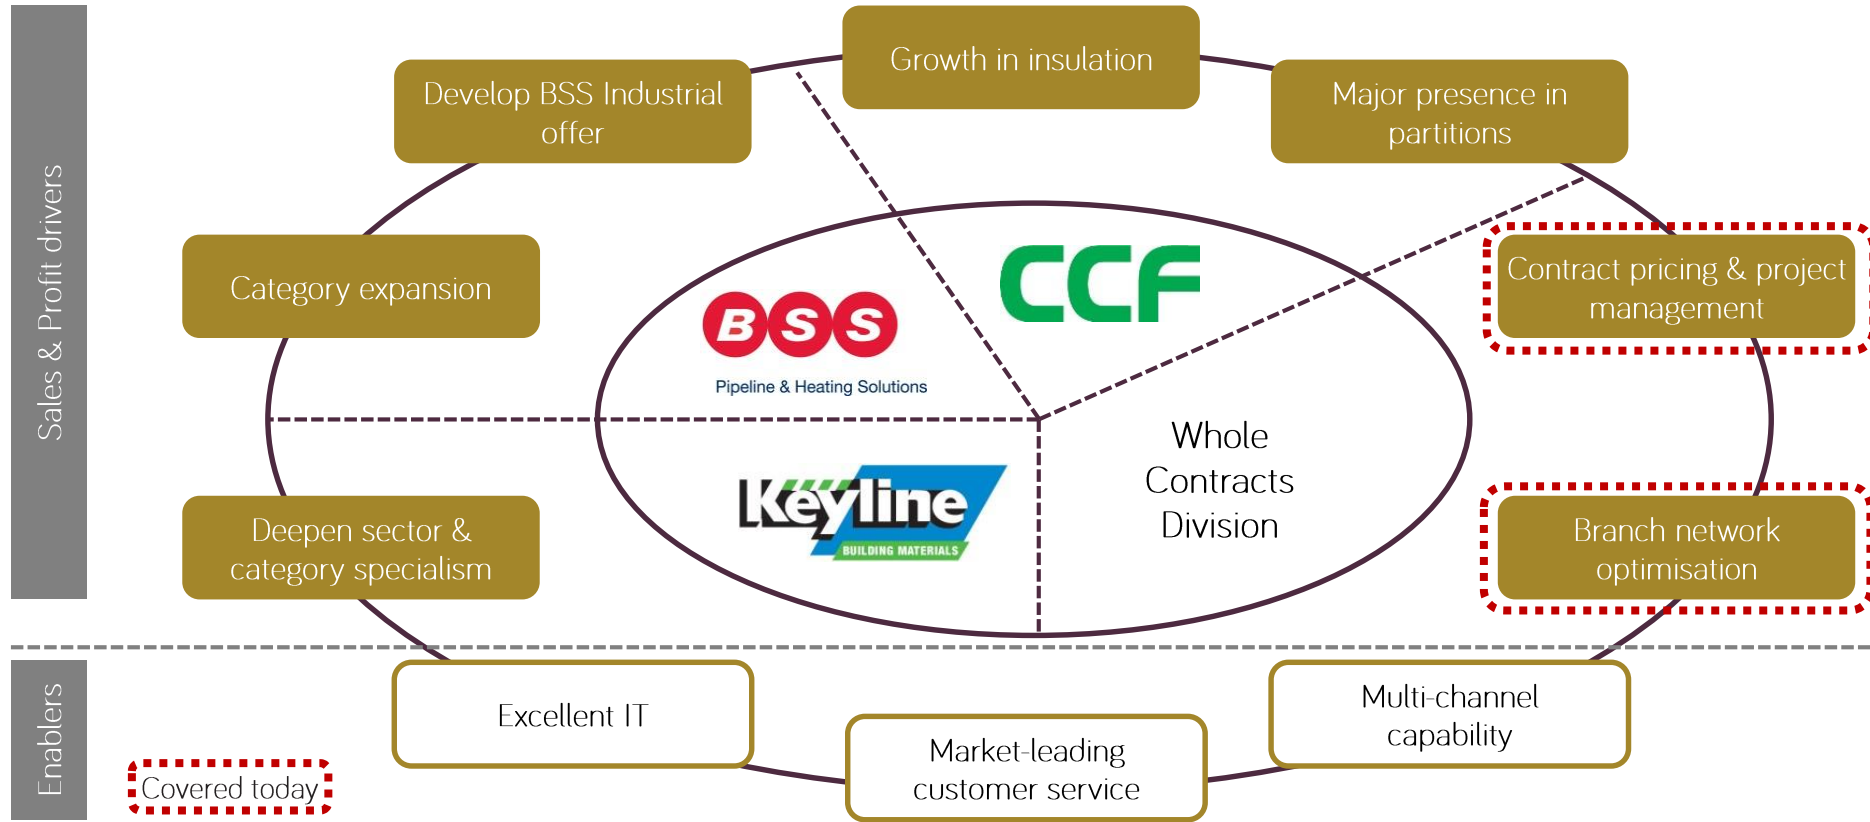 Sales & Profit drivers
Growth in insulation
Develop BSS Industrial
offer
Major presence in
partitions
Category expansion
Contract pricing & project
management
CCF
BSS
Pipeline & Heating Solutions
Whole
Contracts
Division
Keyline
BUILDING MATERIALS
Deepen sector &
category specialism
Branch network
optimisation
Enablers
Excellent IT
Market-leading
customer service
Multi-channel
capability
Covered today